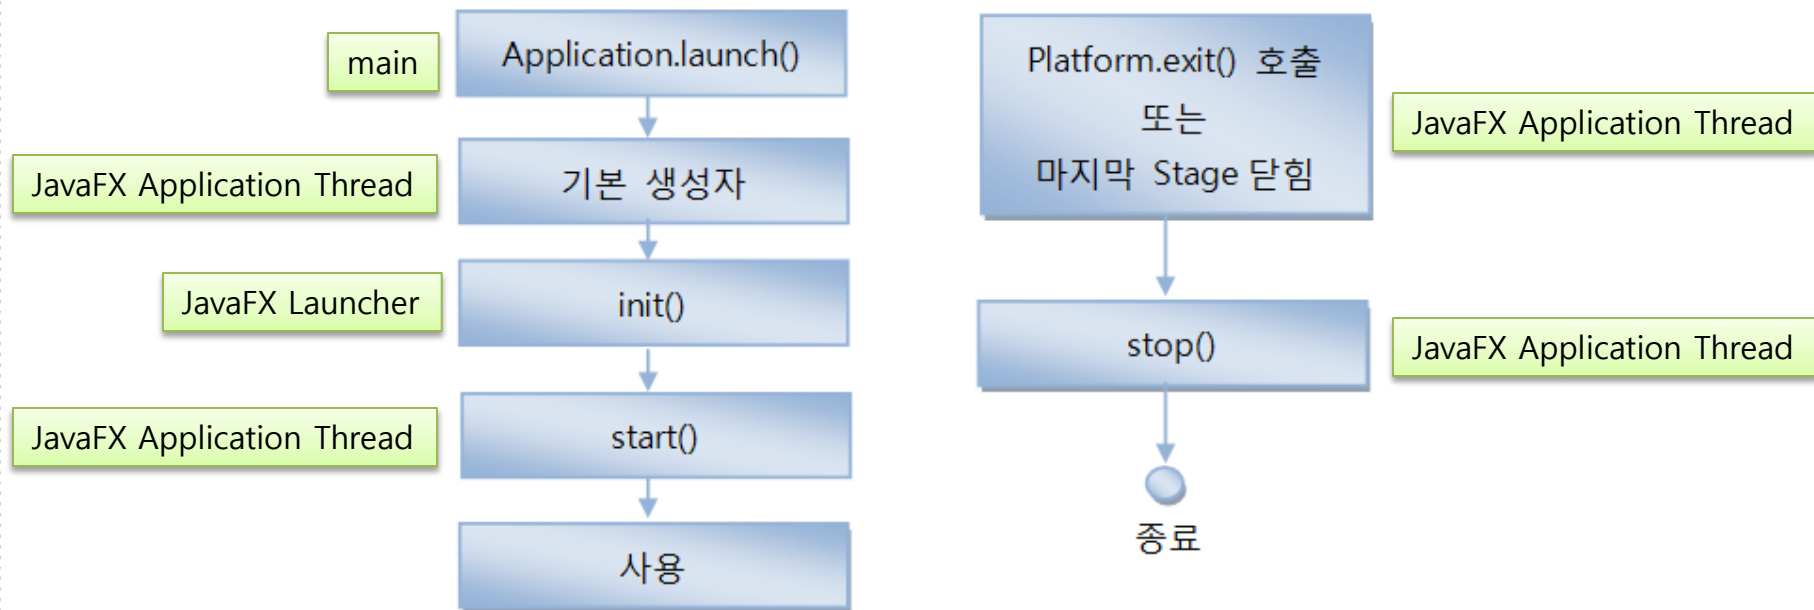 main
Application.launch()
JavaFX Application Thread
기본 생성자
JavaFX Launcher
init()
JavaFX Application Thread
start()
사용
Platform.exit() 호출
또는
마지막 Stage 닫힘
JavaFX Application Thread
stop()
JavaFX Application Thread
종료